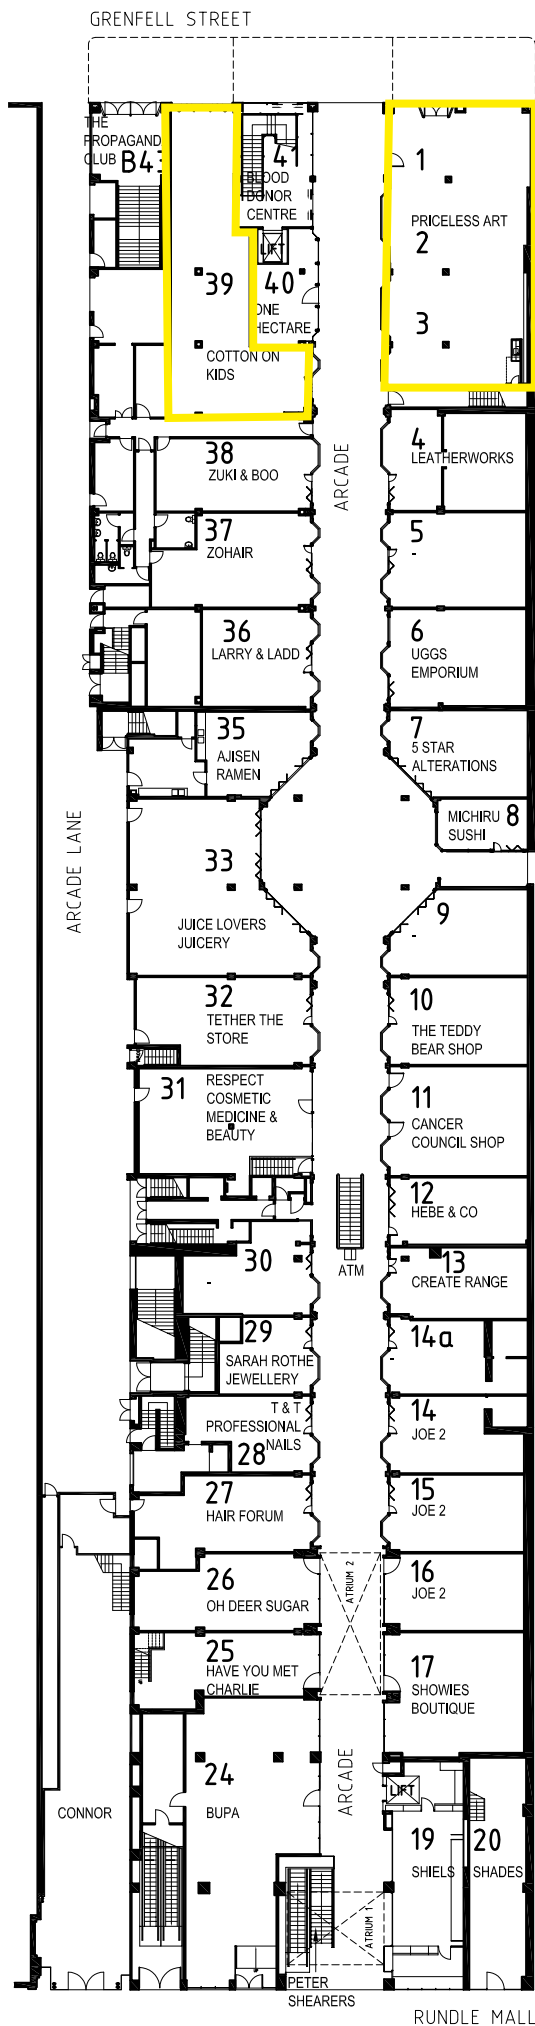 GRENFELL STREET
THE
PROPAGAND
CLUB B43
41
BLOOD
DONOR
CENTRE
LIFT
40
ONE
HECTARE
39
COTTON ON
KIDS
1
PRICELESS ART
2
3
ARCADE
38
ZUKI & BOO
4
LEATHERWORKS
37
ZOHAIR
5
-
36
LARRY & LADD
6
UGGS
EMPORIUM
35
AJISEN
RAMEN
7
5 STAR
ALTERATIONS
MICHIRU 8
SUSHI
ARCADE LANE
33
JUICE LOVERS
JUICERY
9
-
32
TETHER THE
STORE
10
THE TEDDY
BEAR SHOP
31
RESPECT
COSMETIC
MEDICINE &
BEAUTY
11
CANCER
COUNCIL SHOP
12
HEBE & CO
ATM
30
-
13
CREATE RANGE
29
SARAH ROTHE
JEWELLERY
14a
-
T & T
PROFESSIONAL
NAILS
28
14
JOE 2
27
HAIR FORUM
15
JOE 2
ATRIUM 2
26
OH DEER SUGAR
16
JOE 2
25
HAVE YOU MET
CHARLIE
17
SHOWIES
BOUTIQUE
24
BUPA
ARCADE
LIFT
CONNOR
19
SHIELS
20
SHADES
ATRIUM 1
PETER
SHEARERS
RUNDLE MALL